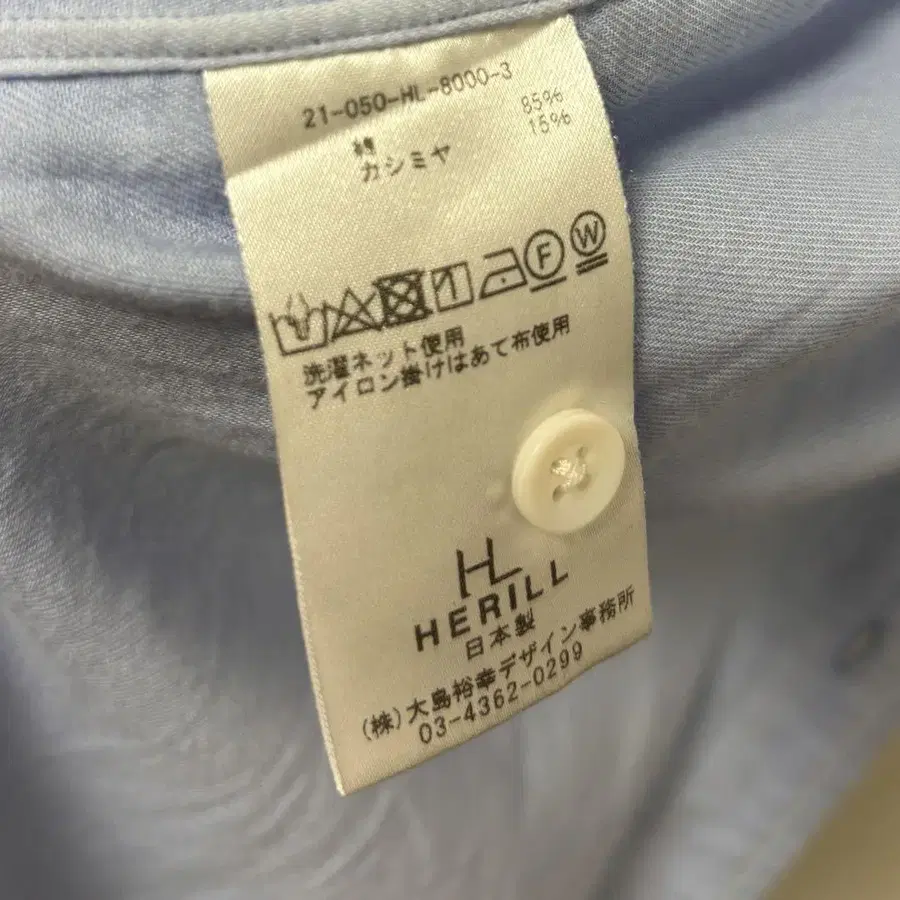 21-050-HL-8000-3
綿 85%
カシミヤ 15%
F W
洗濯ネット使用
アイロン掛けはあて布使用
HL
HERILL
日本製
(株)大島裕幸デザイン事務所
03-4362-0299